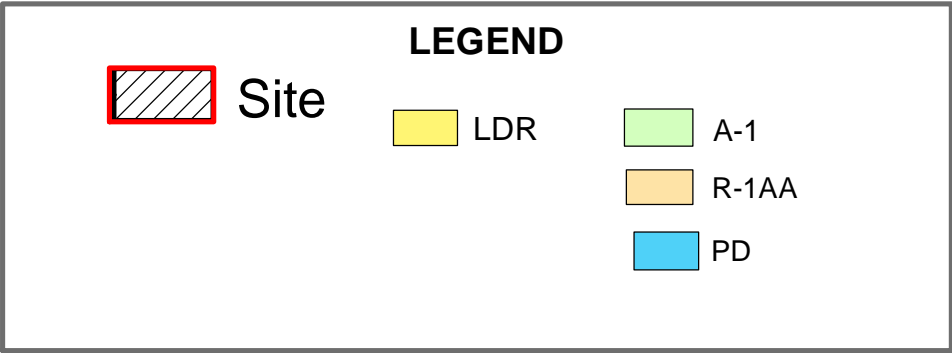 LEGEND
Site
LDR
A-1
R-1AA
PD